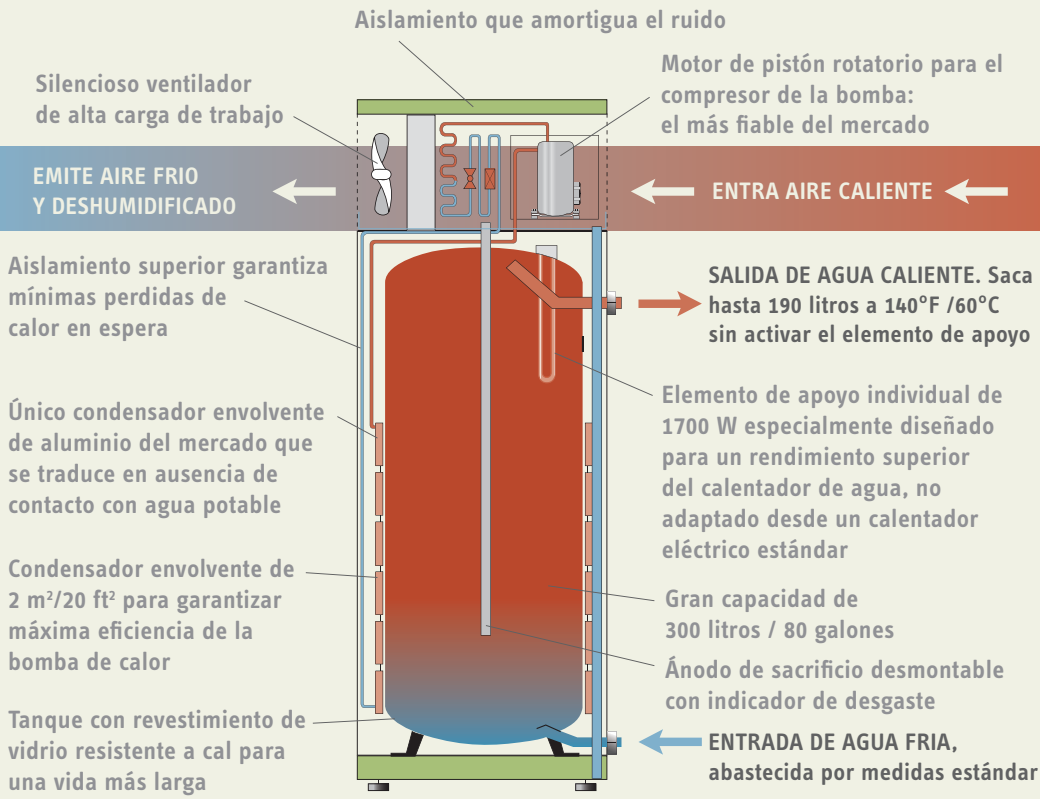 Aislamiento que amortigua el ruido
Silencioso ventilador
de alta carga de trabajo
Motor de pistón rotatorio para el
compresor de la bomba:
el más fiable del mercado
EMITE AIRE FRIO
Y DESHUMIDIFICADO
ENTRA AIRE CALIENTE
Aislamiento superior garantiza
mínimas perdidas de
calor en espera
SALIDA DE AGUA CALIENTE. Saca
hasta 190 litros a 140°F /60°C
sin activar el elemento de apoyo
Único condensador envolvente
de aluminio del mercado que
se traduce en ausencia de
contacto con agua potable
Elemento de apoyo individual de
1700 W especialmente diseñado
para un rendimiento superior
del calentador de agua, no
adaptado desde un calentador
eléctrico estándar
Condensador envolvente de
2 m²/20 ft² para garantizar
máxima eficiencia de la
bomba de calor
Gran capacidad de
300 litros / 80 galones
Ánodo de sacrificio desmontable
con indicador de desgaste
Tanque con revestimiento de
vidrio resistente a cal para
una vida más larga
ENTRADA DE AGUA FRIA,
abastecida por medidas estándar